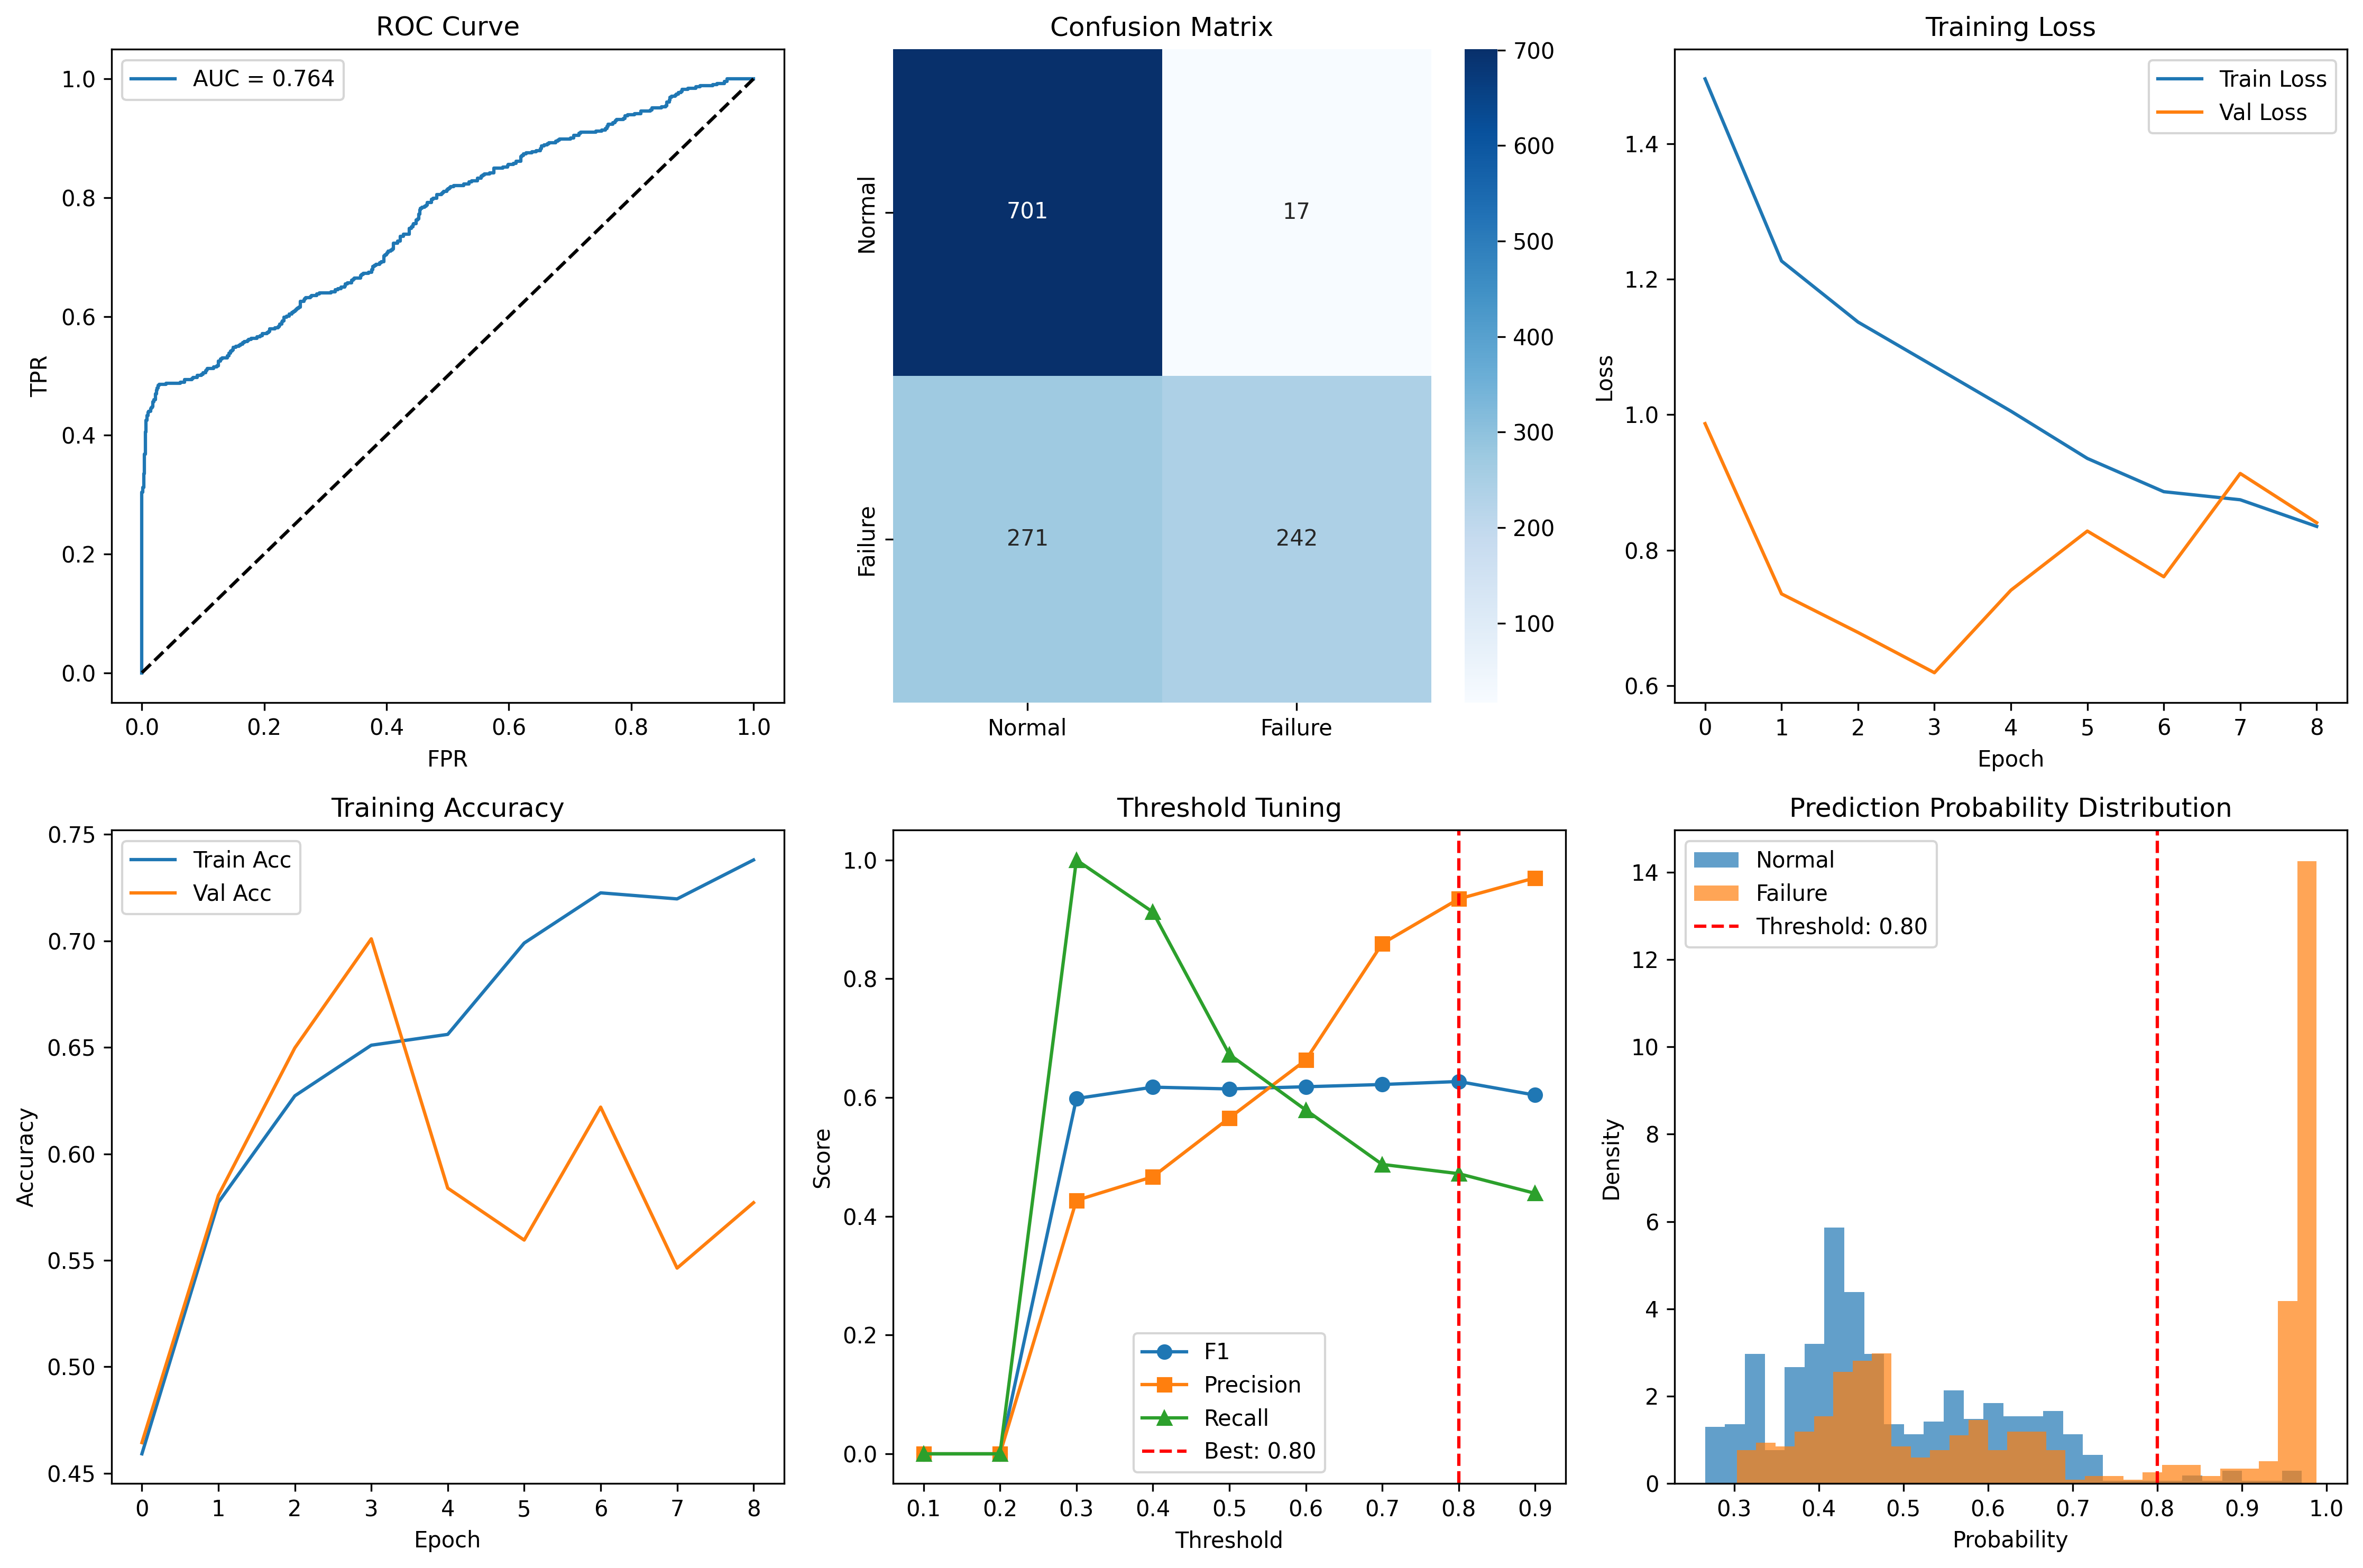 ROC Curve
AUC = 0.764
1.0
0.8
0.6
0.4
0.2
0.0
TPR
0.0 0.2 0.4 0.6 0.8 1.0
FPR
Confusion Matrix
Normal
Failure
701 17
271 242
Normal Failure
700
600
500
400
300
200
100
Training Loss
Train Loss
Val Loss
1.4
1.2
1.0
0.8
0.6
Loss
0 1 2 3 4 5 6 7 8
Epoch
Training Accuracy
Train Acc
Val Acc
0.75
0.70
0.65
0.60
0.55
0.50
0.45
Accuracy
0 1 2 3 4 5 6 7 8
Epoch
Threshold Tuning
1.0
0.8
0.6
0.4
0.2
0.0
Score
F1
Precision
Recall
Best: 0.80
0.1 0.2 0.3 0.4 0.5 0.6 0.7 0.8 0.9
Threshold
Prediction Probability Distribution
Normal
Failure
Threshold: 0.80
14
12
10
8
6
4
2
0
Density
0.3 0.4 0.5 0.6 0.7 0.8 0.9 1.0
Probability